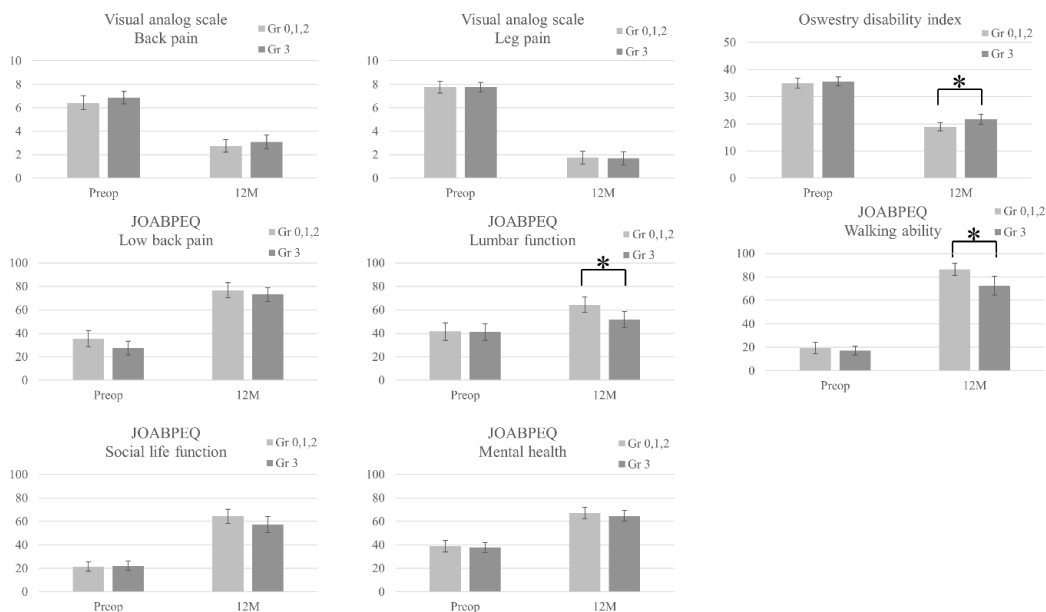 Visual analog scale
Back pain
Gr 0,1,2
Gr 3
10
8
6
4
2
0
Preop
12M
Visual analog scale
Leg pain
Gr 0,1,2
Gr 3
10
8
6
4
2
0
Preop
12M
Oswestry disability index
Gr 0,1,2
Gr 3
50
40
30
20
10
0
*
Preop
12M
JOABPEQ
Low back pain
Gr 0,1,2
Gr 3
100
80
60
40
20
0
Preop
12M
JOABPEQ
Lumbar function
Gr 0,1,2
Gr 3
100
80
60
40
20
0
*
Preop
12M
JOABPEQ
Walking ability
Gr 0,1,2
Gr 3
100
80
60
40
20
0
*
Preop
12M
JOABPEQ
Social life function
Gr 0,1,2
Gr 3
100
80
60
40
20
0
Preop
12M
JOABPEQ
Mental health
Gr 0,1,2
Gr 3
100
80
60
40
20
0
Preop
12M